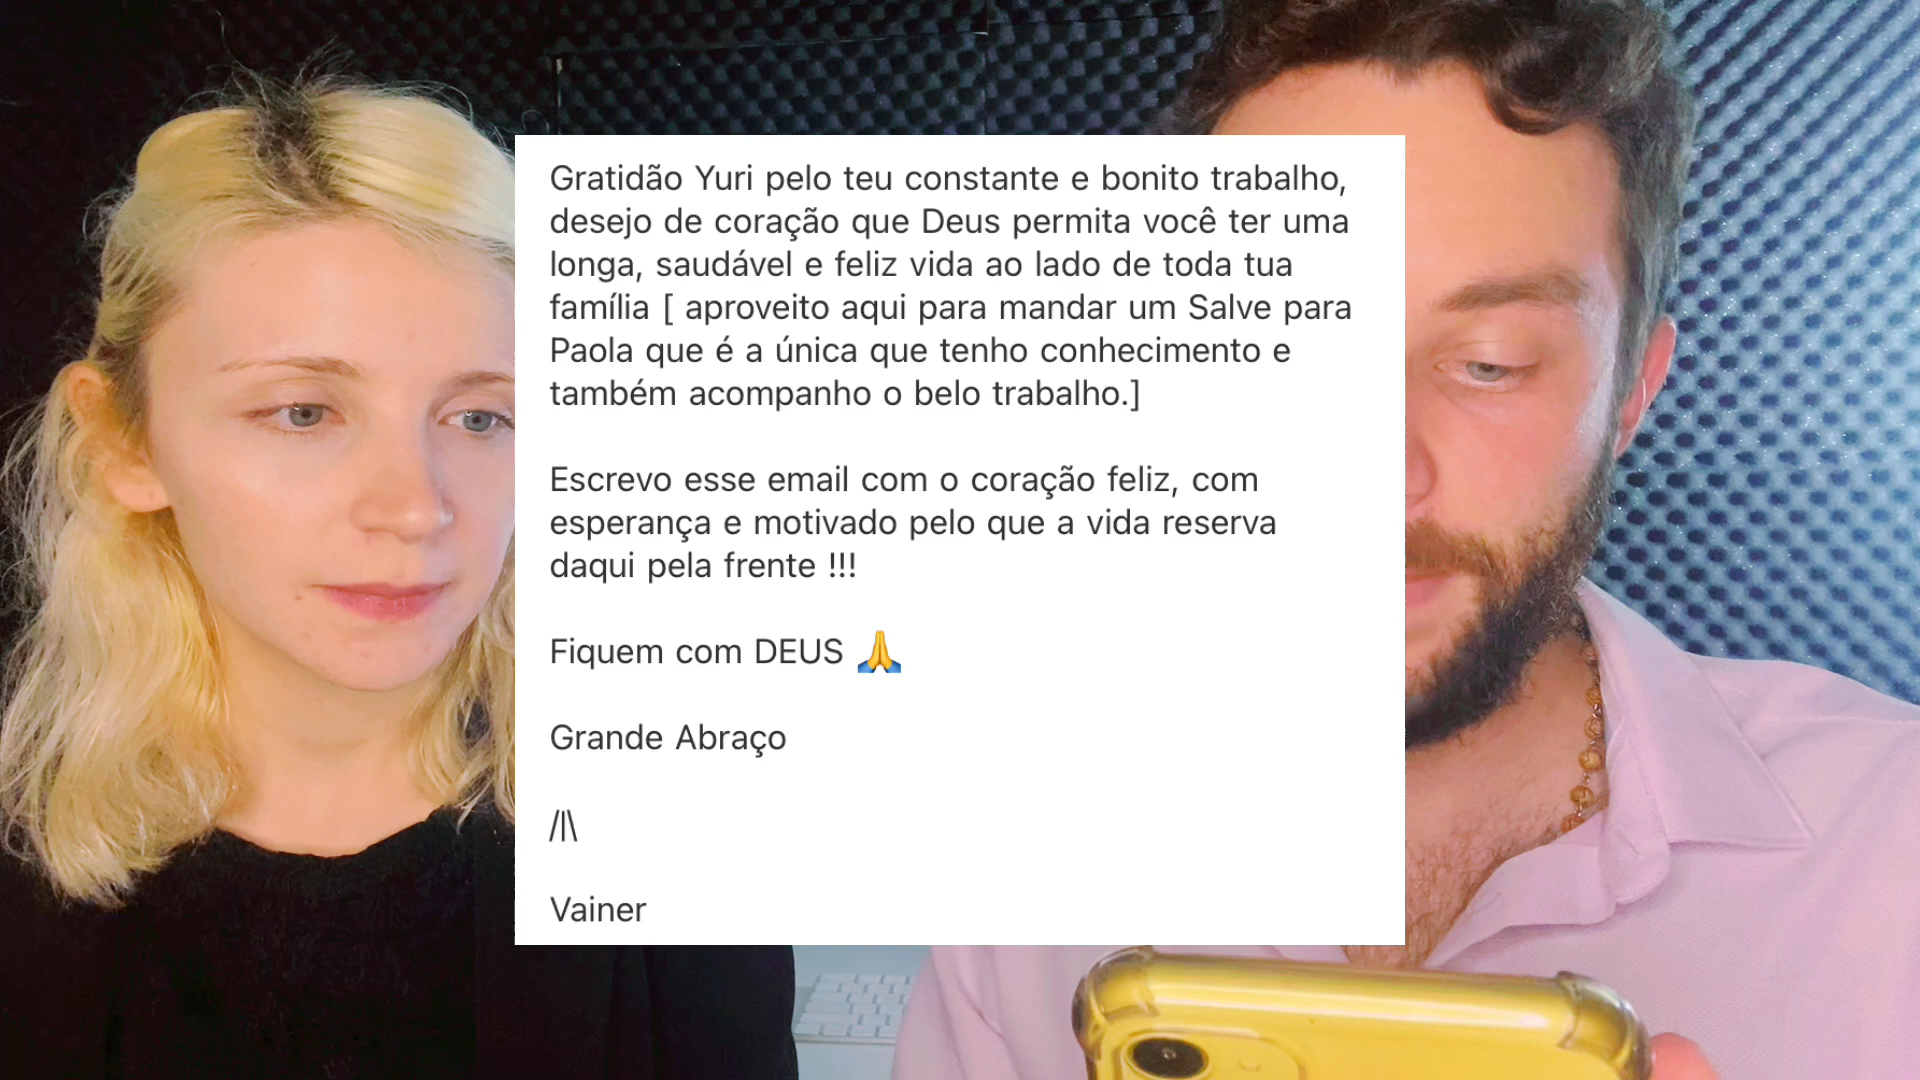 Gratidão Yuri pelo teu constante e bonito trabalho,
desejo de coração que Deus permita você ter uma
longa, saudável e feliz vida ao lado de toda tua
família [ aproveito aqui para mandar um Salve para
Paola que é a única que tenho conhecimento e
também acompanho o belo trabalho.]
Escrevo esse email com o coração feliz, com
esperança e motivado pelo que a vida reserva
daqui pela frente !!!
Fiquem com DEUS 🙏
Grande Abraço
/|\
Vainer